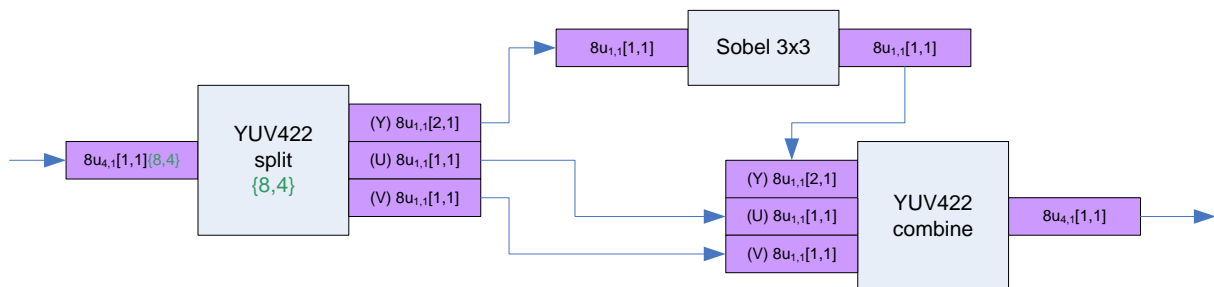 8u1,1[1,1]
Sobel 3x3
8u1,1[1,1]
8u4,1[1,1]{8,4}
YUV422
split
{8,4}
(Y) 8u1,1[2,1]
(U) 8u1,1[1,1]
(V) 8u1,1[1,1]
(Y) 8u1,1[2,1]
(U) 8u1,1[1,1]
(V) 8u1,1[1,1]
YUV422
combine
8u4,1[1,1]